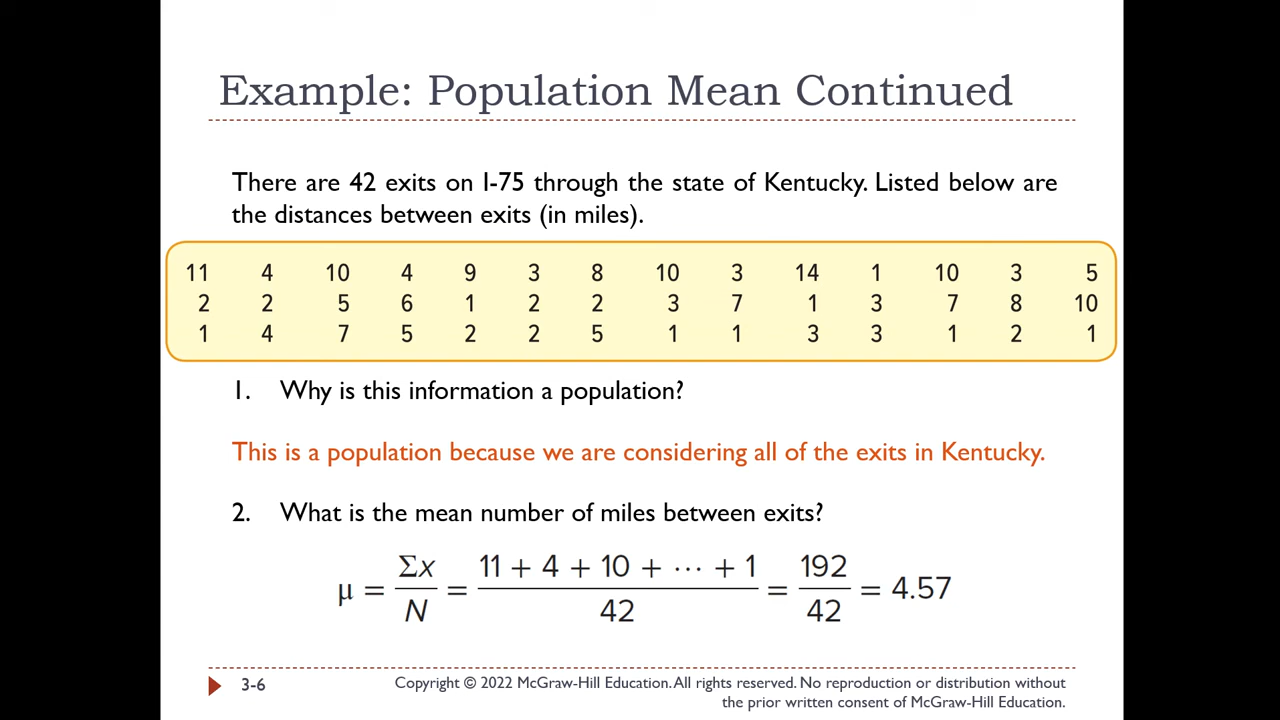 Example: Population Mean Continued
There are 42 exits on I-75 through the state of Kentucky. Listed below are
the distances between exits (in miles).
11 4 10 4 9 3 8 10 3 14 1 10 3 5
2 2 5 6 1 2 2 3 7 1 3 7 8 10
1 4 7 5 2 2 5 1 1 3 3 1 2 1
1. Why is this information a population?
This is a population because we are considering all of the exits in Kentucky.
2. What is the mean number of miles between exits?
μ = Σx/N = 11 + 4 + 10 + ⋯ + 1/42 = 192/42 = 4.57
3-6
Copyright © 2022 McGraw-Hill Education. All rights reserved. No reproduction or distribution without
the prior written consent of McGraw-Hill Education.